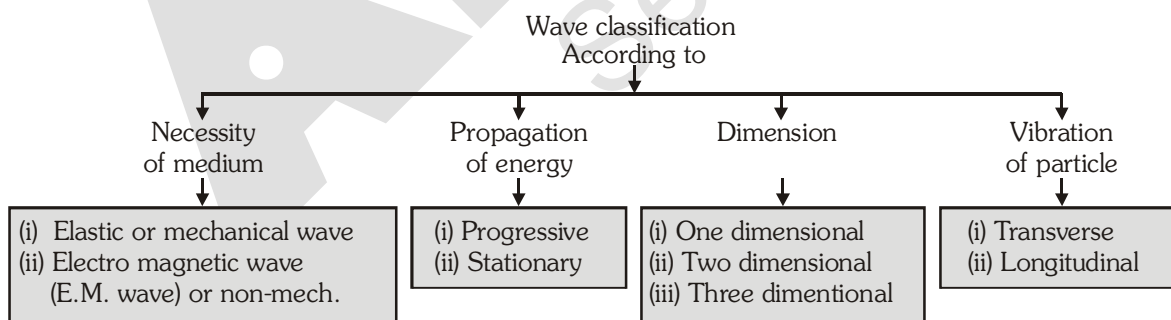 Wave classification
According to
Necessity
of medium
Propagation
of energy
Dimension
Vibration
of particle
(i) Elastic or mechanical wave
(ii) Electro magnetic wave
(E.M. wave) or non-mech.
(i) Progressive
(ii) Stationary
(i) One dimensional
(ii) Two dimensional
(iii) Three dimentional
(i) Transverse
(ii) Longitudinal